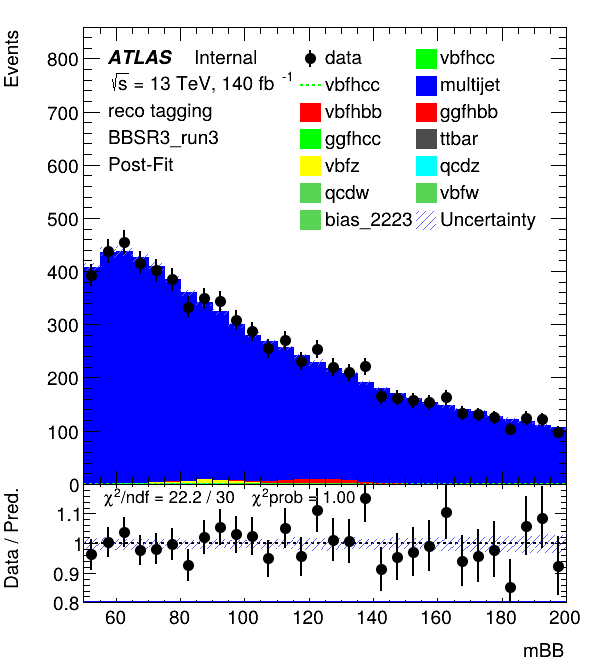 Events
ATLAS Internal
√s = 13 TeV, 140 fb -1
reco tagging
BBSR3_run3
Post-Fit
data
vbfhcc
vbfhcc
multijet
vbfhbb
ggfhbb
ggfhcc
ttbar
vbfz
qcdz
qcdw
vbfw
bias_2223
Uncertainty
800
700
600
500
400
300
200
100
0
χ²/ndf = 22.2 / 30 χ²prob = 1.00
Data / Pred.
1.1
1
0.9
0.8
60 80 100 120 140 160 180 200
mBB